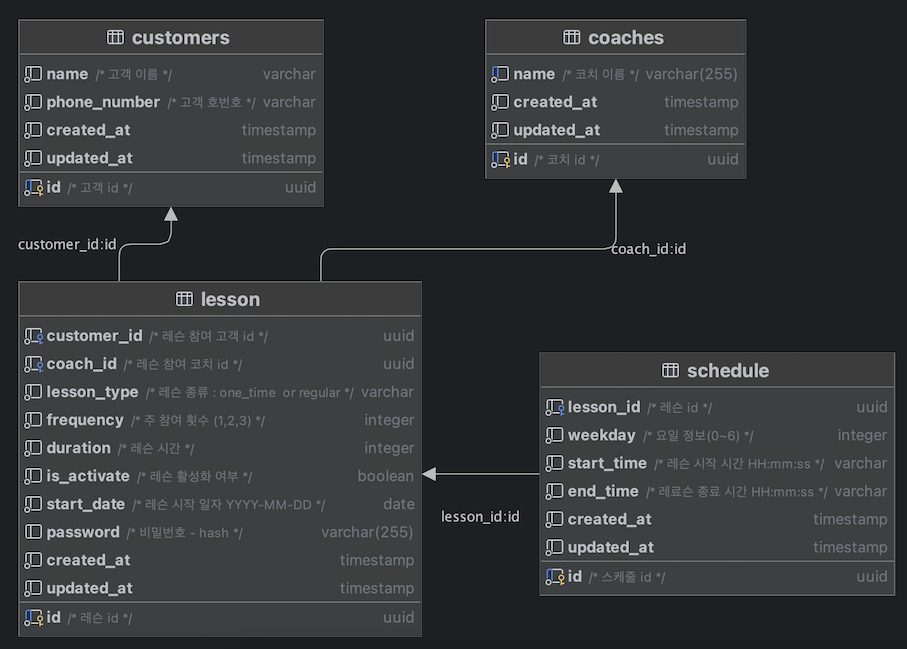 customers
name /* 고객 이름 */ varchar
phone_number /* 고객 호번호 */ varchar
created_at timestamp
updated_at timestamp
id /* 고객 id */ uuid
coaches
name /* 코치 이름 */ varchar(255)
created_at timestamp
updated_at timestamp
id /* 코치 id */ uuid
customer_id:id
coach_id:id
lesson
customer_id /* 레슨 참여 고객 id */ uuid
coach_id /* 레슨 참여 코치 id */ uuid
lesson_type /* 레슨 종류 : one_time or regular */ varchar
frequency /* 주 참여 횟수 (1,2,3) */ integer
duration /* 레슨 시간 */ integer
is_activate /* 레슨 활성화 여부 */ boolean
start_date /* 레슨 시작 일자 YYYY-MM-DD */ date
password /* 비밀번호 - hash */ varchar(255)
created_at timestamp
updated_at timestamp
id /* 레슨 id */ uuid
lesson_id:id
schedule
lesson_id /* 레슨 id */ uuid
weekday /* 요일 정보(0~6) */ integer
start_time /* 레슨 시작 시간 HH:mm:ss */ varchar
end_time /* 레료슨 종료 시간 HH:mm:ss */ varchar
created_at timestamp
updated_at timestamp
id /* 스케줄 id */ uuid